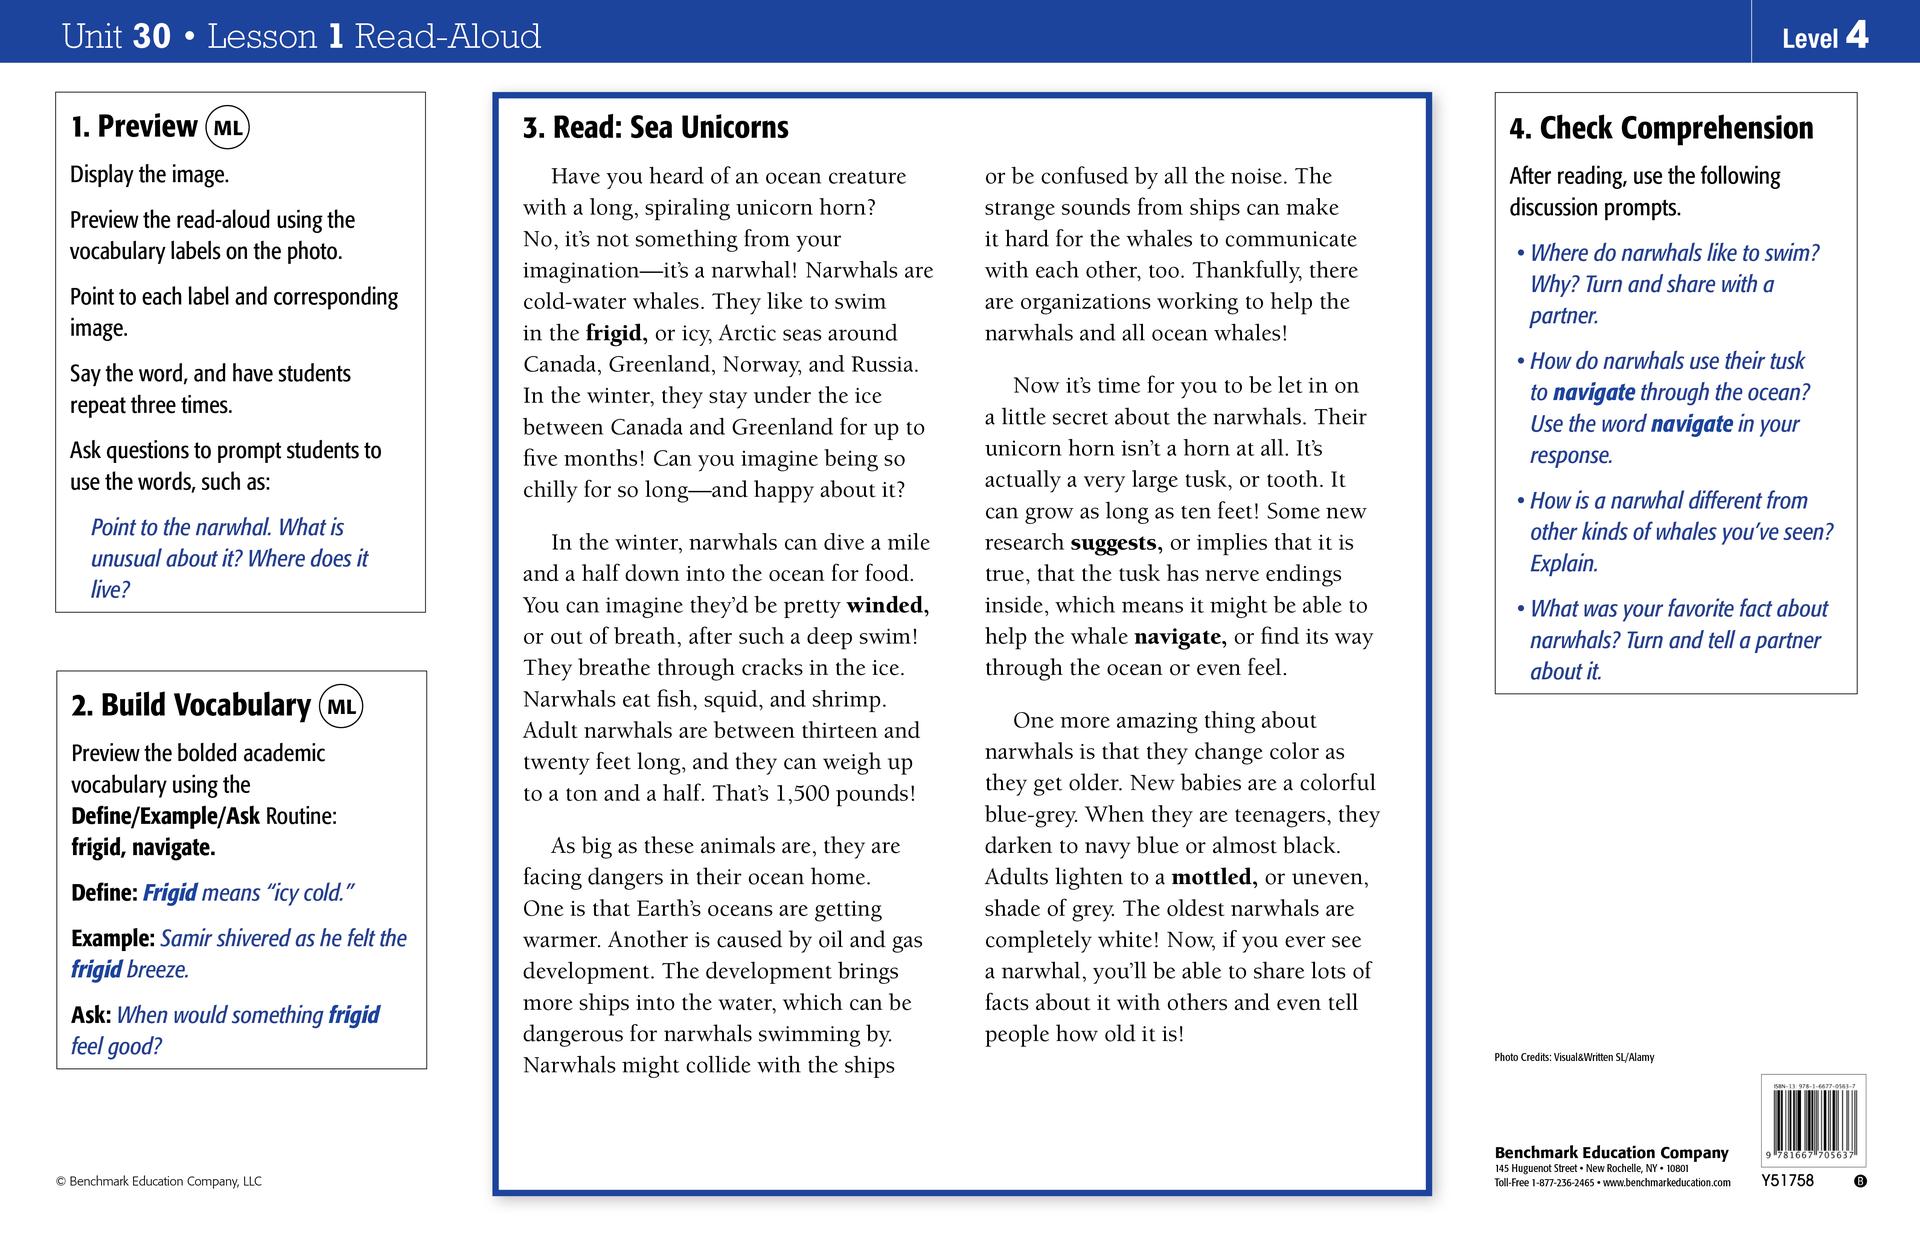 Unit 30 • Lesson 1 Read-Aloud
Level 4
1. Preview ML
Display the image.
Preview the read-aloud using the
vocabulary labels on the photo.
Point to each label and corresponding
image.
Say the word, and have students
repeat three times.
Ask questions to prompt students to
use the words, such as:
Point to the narwhal. What is
unusual about it? Where does it
live?
2. Build Vocabulary ML
Preview the bolded academic
vocabulary using the
Define/Example/Ask Routine:
frigid, navigate.
Define: Frigid means “icy cold.”
Example: Samir shivered as he felt the
frigid breeze.
Ask: When would something frigid
feel good?
© Benchmark Education Company, LLC
3. Read: Sea Unicorns
Have you heard of an ocean creature
with a long, spiraling unicorn horn?
No, it’s not something from your
imagination—it’s a narwhal! Narwhals are
cold-water whales. They like to swim
in the frigid, or icy, Arctic seas around
Canada, Greenland, Norway, and Russia.
In the winter, they stay under the ice
between Canada and Greenland for up to
five months! Can you imagine being so
chilly for so long—and happy about it?
In the winter, narwhals can dive a mile
and a half down into the ocean for food.
You can imagine they’d be pretty winded,
or out of breath, after such a deep swim!
They breathe through cracks in the ice.
Narwhals eat fish, squid, and shrimp.
Adult narwhals are between thirteen and
twenty feet long, and they can weigh up
to a ton and a half. That’s 1,500 pounds!
As big as these animals are, they are
facing dangers in their ocean home.
One is that Earth’s oceans are getting
warmer. Another is caused by oil and gas
development. The development brings
more ships into the water, which can be
dangerous for narwhals swimming by.
Narwhals might collide with the ships
or be confused by all the noise. The
strange sounds from ships can make
it hard for the whales to communicate
with each other, too. Thankfully, there
are organizations working to help the
narwhals and all ocean whales!
Now it’s time for you to be let in on
a little secret about the narwhals. Their
unicorn horn isn’t a horn at all. It’s
actually a very large tusk, or tooth. It
can grow as long as ten feet! Some new
research suggests, or implies that it is
true, that the tusk has nerve endings
inside, which means it might be able to
help the whale navigate, or find its way
through the ocean or even feel.
One more amazing thing about
narwhals is that they change color as
they get older. New babies are a colorful
blue-grey. When they are teenagers, they
darken to navy blue or almost black.
Adults lighten to a mottled, or uneven,
shade of grey. The oldest narwhals are
completely white! Now, if you ever see
a narwhal, you’ll be able to share lots of
facts about it with others and even tell
people how old it is!
4. Check Comprehension
After reading, use the following
discussion prompts.
• Where do narwhals like to swim?
Why? Turn and share with a
partner.
• How do narwhals use their tusk
to navigate through the ocean?
Use the word navigate in your
response.
• How is a narwhal different from
other kinds of whales you’ve seen?
Explain.
• What was your favorite fact about
narwhals? Turn and tell a partner
about it.
Photo Credits: Visual&Written SL/Alamy
Benchmark Education Company
145 Huguenot Street • New Rochelle, NY • 10801
Toll-Free 1-877-236-2465 • www.benchmarkeducation.com
ISBN-13: 978-1-6677-0563-7
9 781667 705637
Y51758
B